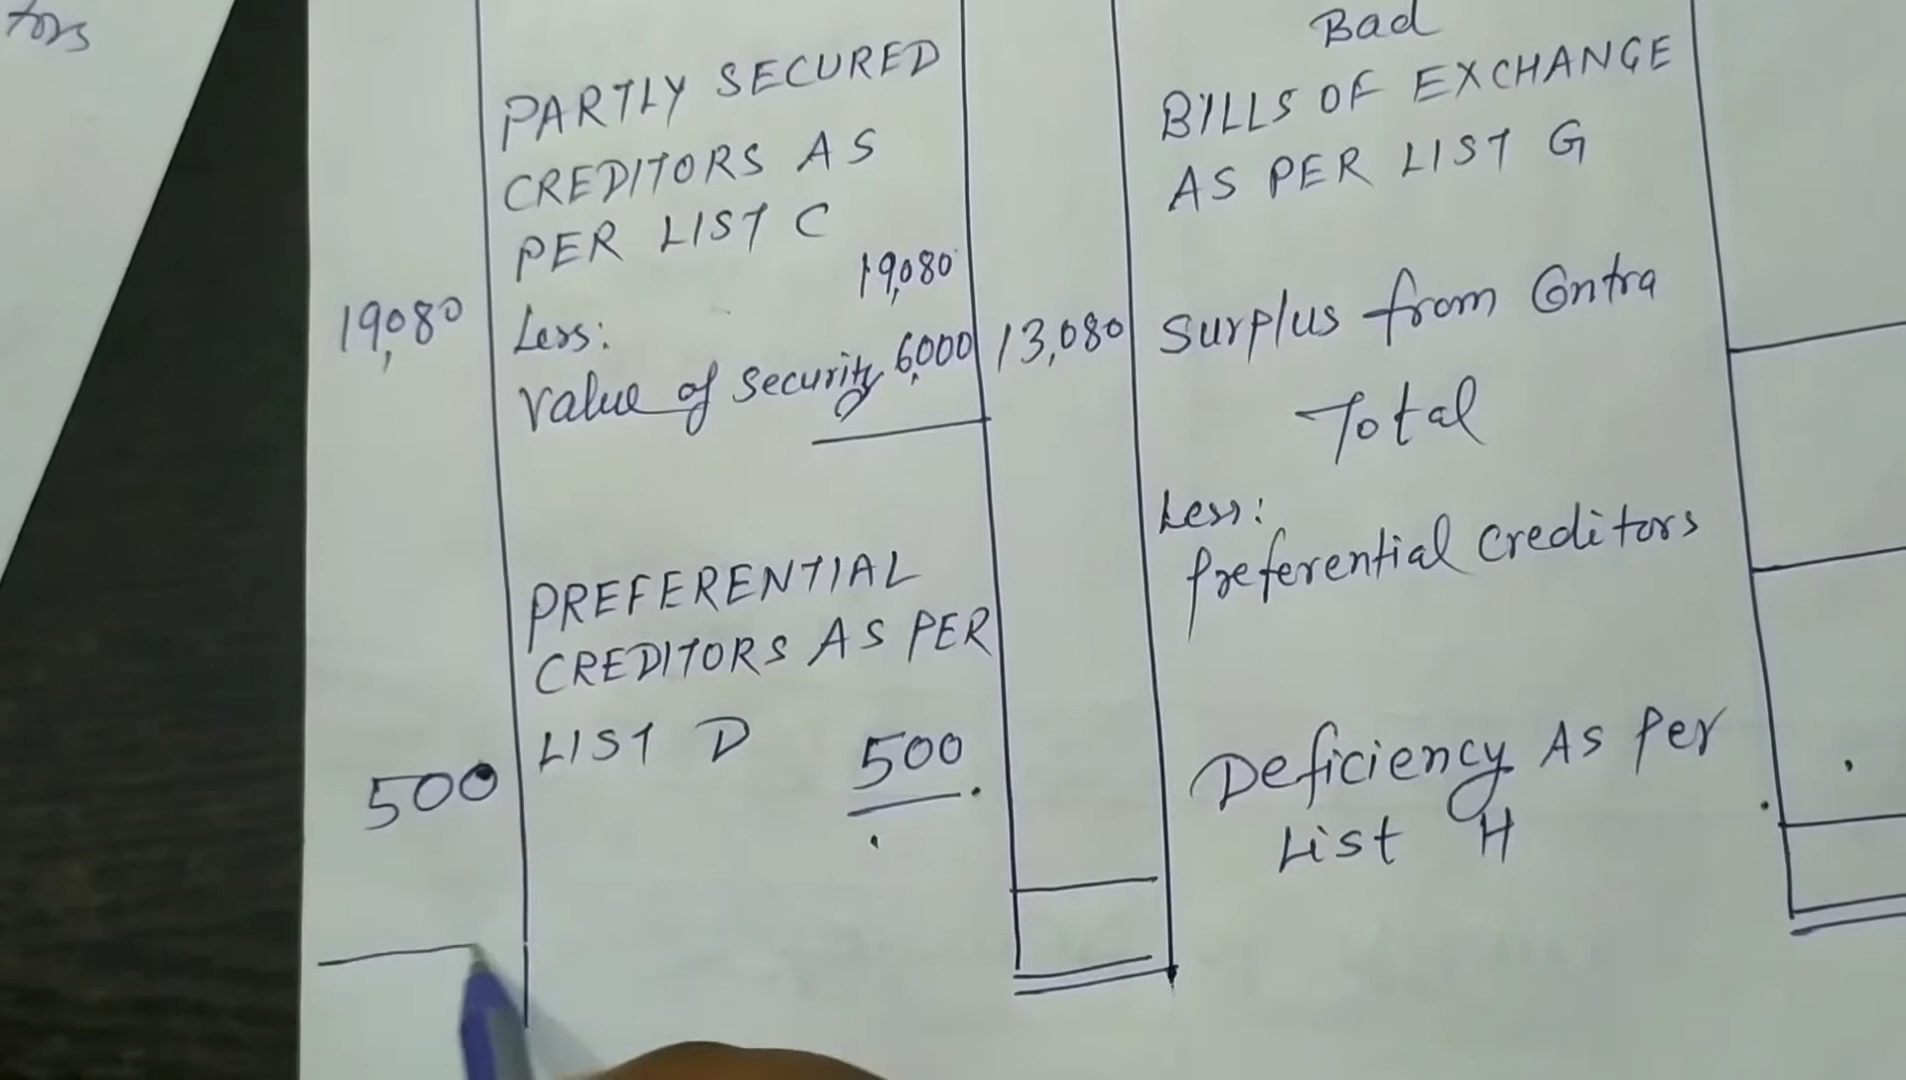 tors
PARTLY SECURED
CREDITORS AS
PER LIST C
19,080
19,080 Less:
Value of Security 6,000 13,080
PREFERENTIAL
CREDITORS AS PER
LIST D 500
500
Bad
BILLS OF EXCHANGE
AS PER LIST G
Surplus from Contra
Total
Less:
Preferential Creditors
Deficiency As Per
List H